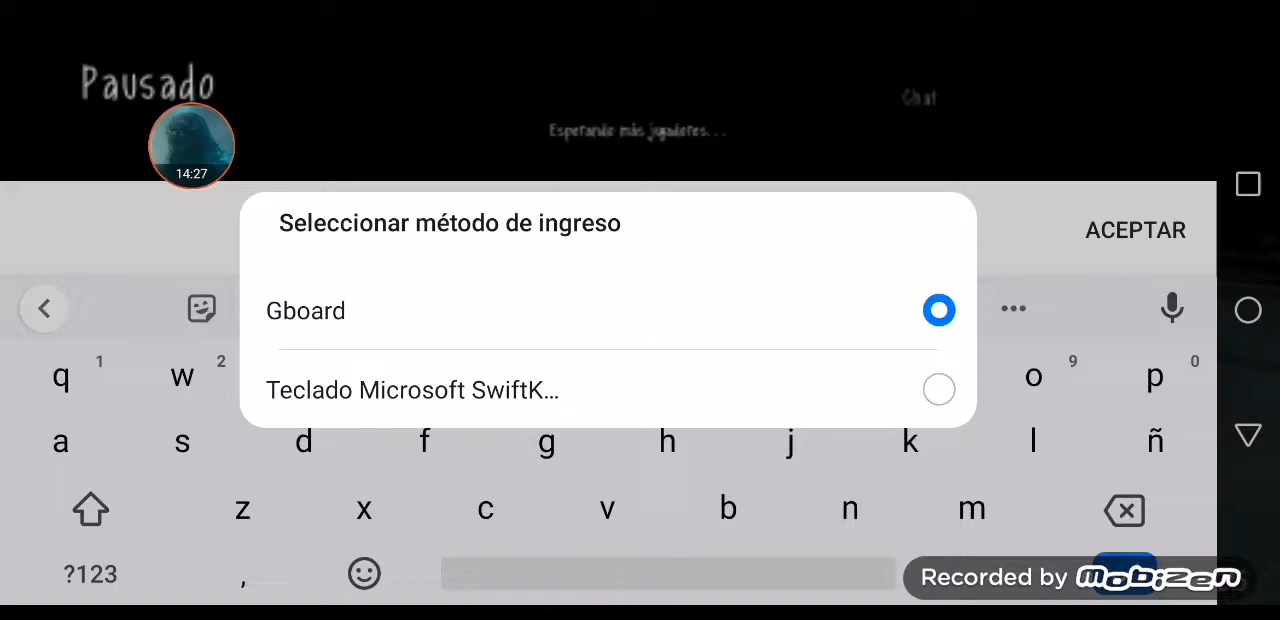 Pausado
Chat
Esperando más jugadores...
14:27
Seleccionar método de ingreso
ACEPTAR
Gboard
Teclado Microsoft SwiftK...
q 1 w 2 o 9 p 0
a s d f g h j k l ñ
z x c v b n m
?123 ,
Recorded by mobizen